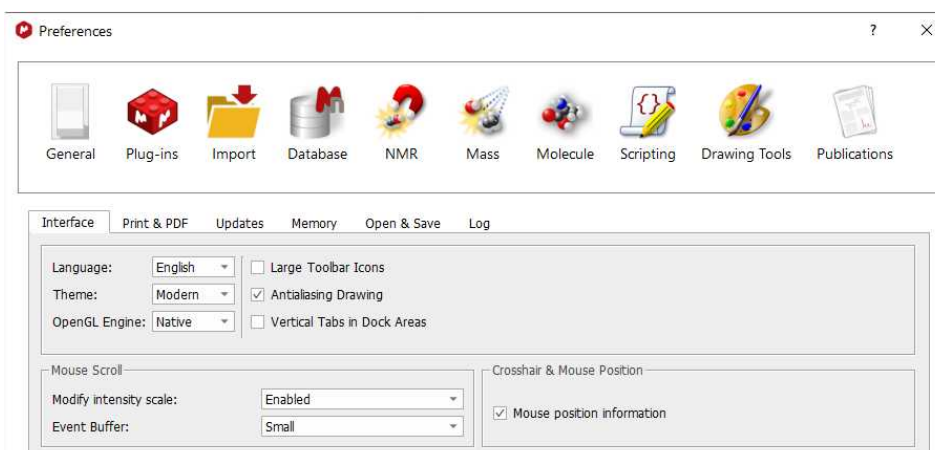 Preferences
?
General Plug-ins Import Database NMR Mass Molecule Scripting Drawing Tools Publications
Interface Print & PDF Updates Memory Open & Save Log
Language: English Large Toolbar Icons
Theme: Modern Antialiasing Drawing
OpenGL Engine: Native Vertical Tabs in Dock Areas
Mouse Scroll Crosshair & Mouse Position
Modify intensity scale: Enabled
Mouse position information
Event Buffer: Small